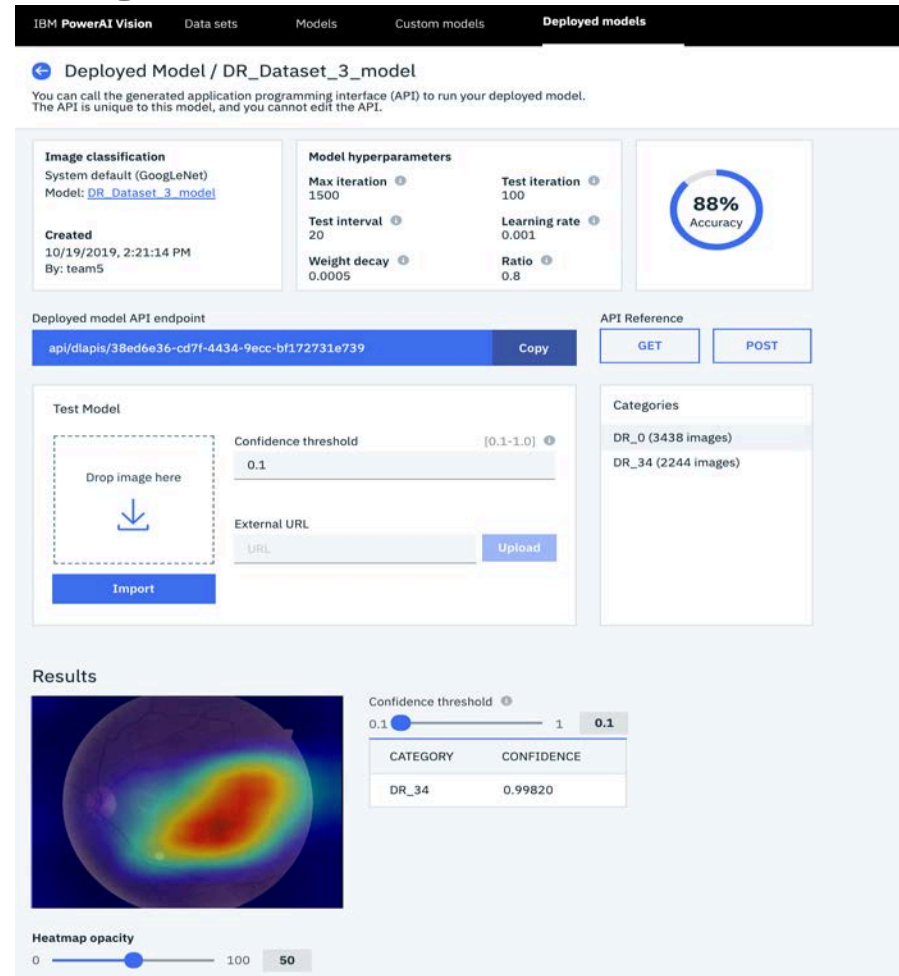 IBM PowerAI Vision Data sets Models Custom models Deployed models
Deployed Model / DR_Dataset_3_model
You can call the generated application programming interface (API) to run your deployed model.
The API is unique to this model, and you cannot edit the API.
Image classification
System default (GoogLeNet)
Model: DR_Dataset_3_model
Created
10/19/2019, 2:21:14 PM
By: team5
Model hyperparameters
Max iteration Test iteration
1500 100
Test interval Learning rate
20 0.001
Weight decay Ratio
0.0005 0.8
88%
Accuracy
Deployed model API endpoint
api/dlapis/38ed6e36-cd7f-4434-9ecc-bf172731e739 Copy
API Reference
GET POST
Test Model
Drop image here
Import
Confidence threshold [0.1-1.0]
0.1
External URL
URL Upload
Categories
DR_0 (3438 images)
DR_34 (2244 images)
Results
Confidence threshold
0.1 1 0.1
CATEGORY CONFIDENCE
DR_34 0.99820
Heatmap opacity
0 100 50